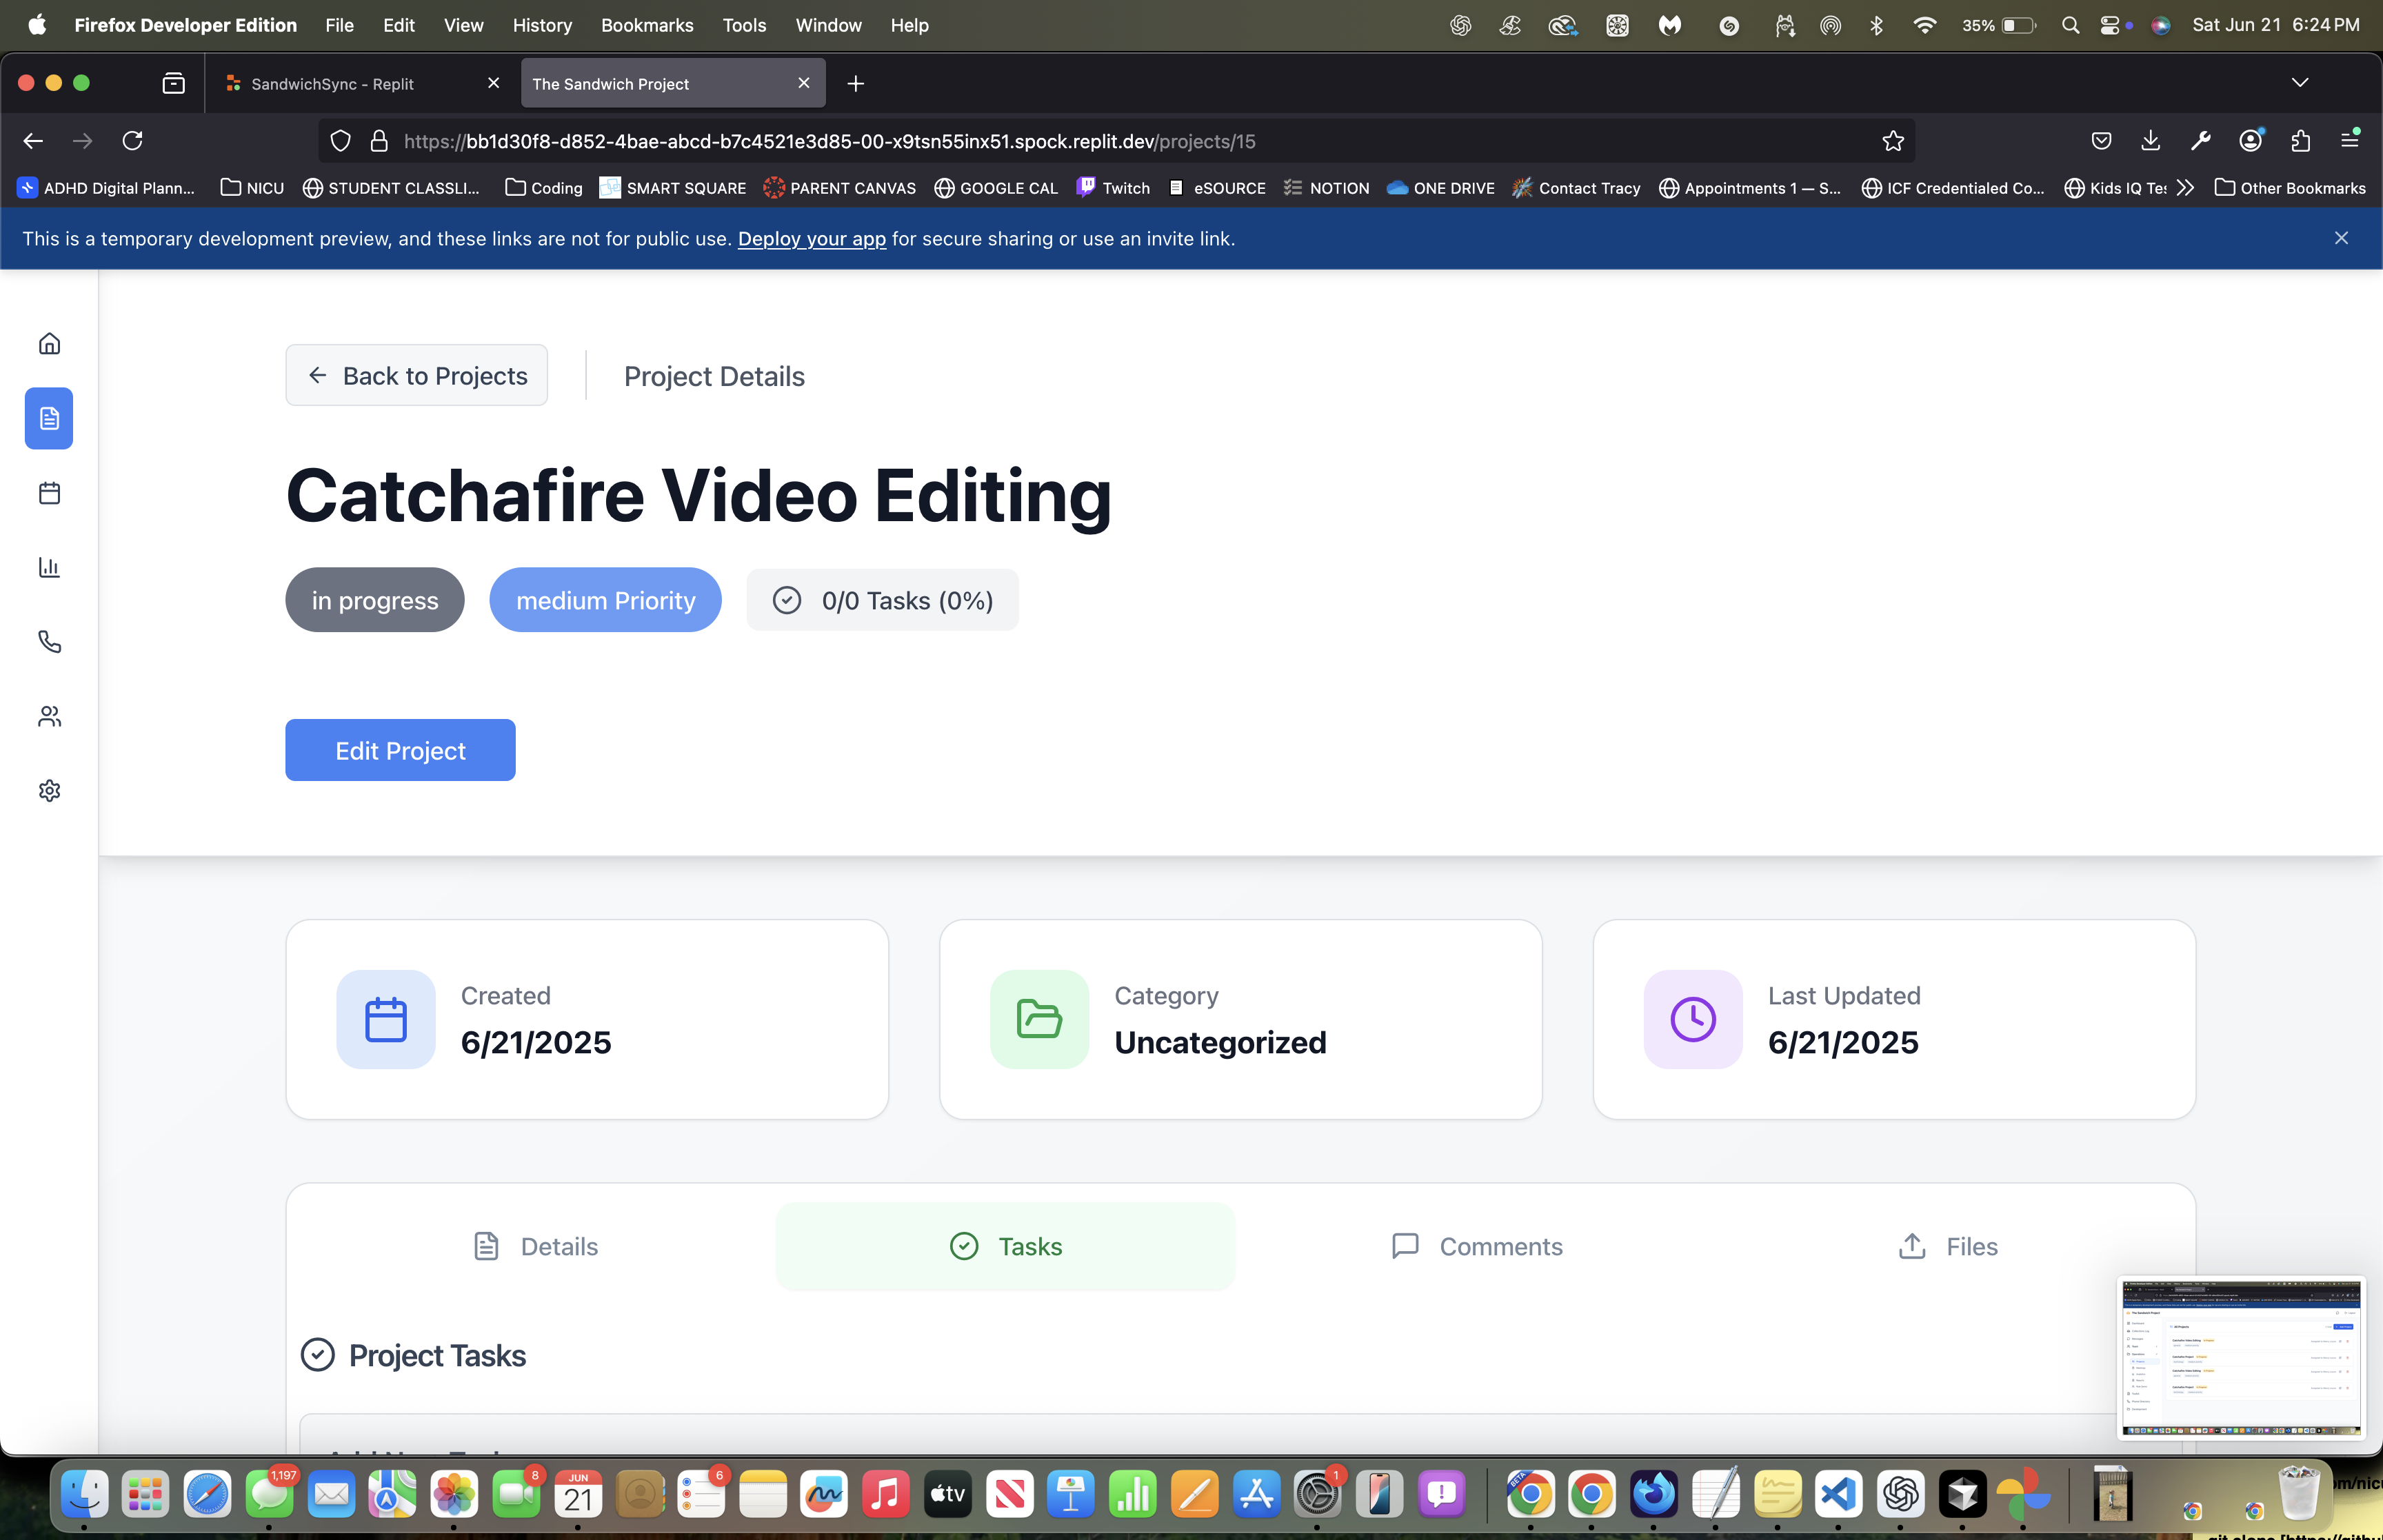 Firefox Developer Edition File Edit View History Bookmarks Tools Window Help 35% Sat Jun 21 6:24 PM
SandwichSync - Replit The Sandwich Project
https://bb1d30f8-d852-4bae-abcd-b7c4521e3d85-00-x9tsn55inx51.spock.replit.dev/projects/15
ADHD Digital Plann... NICU STUDENT CLASSLI... Coding SMART SQUARE PARENT CANVAS GOOGLE CAL Twitch eSOURCE NOTION ONE DRIVE Contact Tracy Appointments 1 — S... ICF Credentialed Co... Kids IQ Tes Other Bookmarks
This is a temporary development preview, and these links are not for public use. Deploy your app for secure sharing or use an invite link.
Back to Projects Project Details
Catchafire Video Editing
in progress medium Priority 0/0 Tasks (0%)
Edit Project
Created
6/21/2025
Category
Uncategorized
Last Updated
6/21/2025
Details Tasks Comments Files
Project Tasks
1,197 8 JUN 21 6 tv 1 BETA